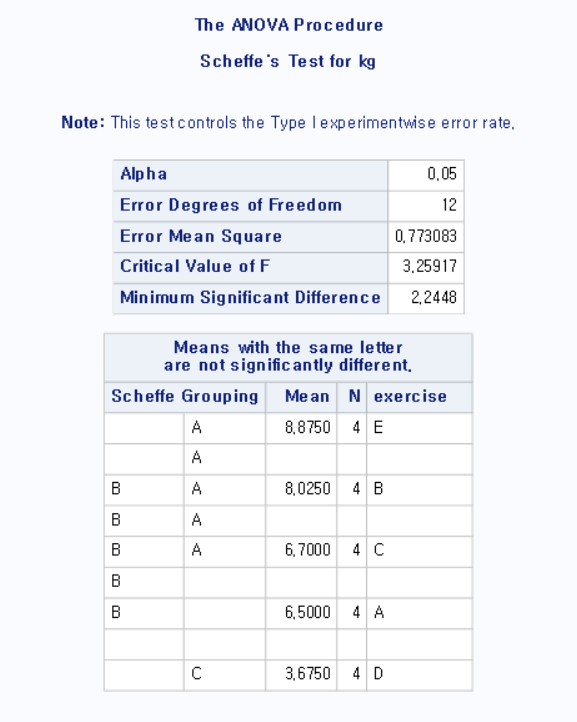 The ANOVA Procedure
Scheffe's Test for kg
Note: This test controls the Type I experimentwise error rate.
Alpha 0,05
Error Degrees of Freedom 12
Error Mean Square 0,773083
Critical Value of F 3,25917
Minimum Significant Difference 2,2448
Means with the same letter
are not significantly different.
Scheffe Grouping Mean N exercise
A 8,8750 4 E
A
B A 8,0250 4 B
B A
B A 6,7000 4 C
B
B 6,5000 4 A
C 3,6750 4 D